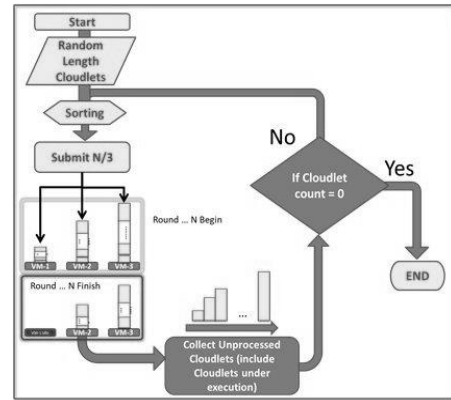 Start
Random
Length
Cloudlets
Sorting
Submit N/3
No
Yes
If Cloudlet
count = 0
Round ... N Begin
VM-1
VM-2
VM-3
END
Round ... N Finish
VM-2
VM-3
...
Collect Unprocessed
Cloudlets (include
Cloudlets under
execution)